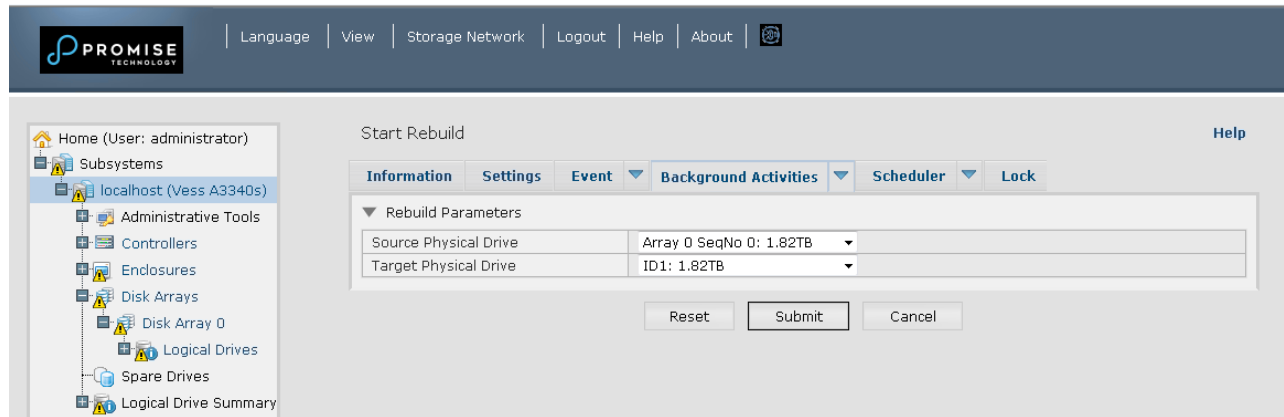 PROMISE
TECHNOLOGY
Language View Storage Network Logout Help About
Home (User: administrator)
Subsystems
localhost (Vess A3340s)
Administrative Tools
Controllers
Enclosures
Disk Arrays
Disk Array 0
Logical Drives
Spare Drives
Logical Drive Summary
Start Rebuild Help
Information Settings Event Background Activities Scheduler Lock
Rebuild Parameters
Source Physical Drive Array 0 SeqNo 0: 1.82TB
Target Physical Drive ID1: 1.82TB
Reset Submit Cancel